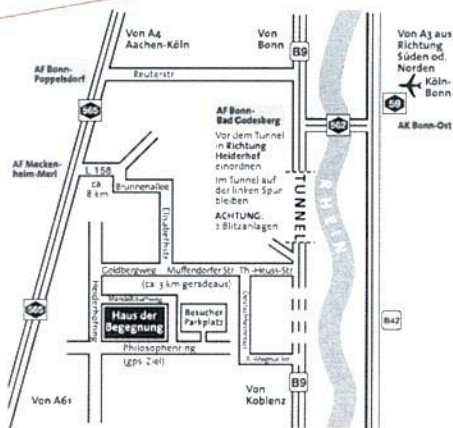 Von A4
Aachen-Köln
Von
Bonn
B9
Von A3 aus
Richtung
Süden od.
Norden
Köln-
Bonn
59
AK Bonn-Ost
AF Bonn-
Poppelsdorf
Reuterstr
565
AF Bonn-
Bad Godesberg
562
Vor dem Tunnel
in Richtung
Heiderhof
einordnen
Im Tunnel auf
der linken Spur
bleiben
ACHTUNG:
2 Blitzanlagen
TUNNEL
RHEIN
AF Mecken-
heim-Merl
L 158
ca
8 km
Brunnenallee
Elisabethstr
Goldbergweg
Muffendorfer Str
Th.-Heuss-Str
(ca. 3 km geradeaus)
Heiderhofring
565
Haus der
Begegnung
Besucher
Parkplatz
B42
Philosophenring
(gps-Ziel)
Von A61
Von
Koblenz
B9